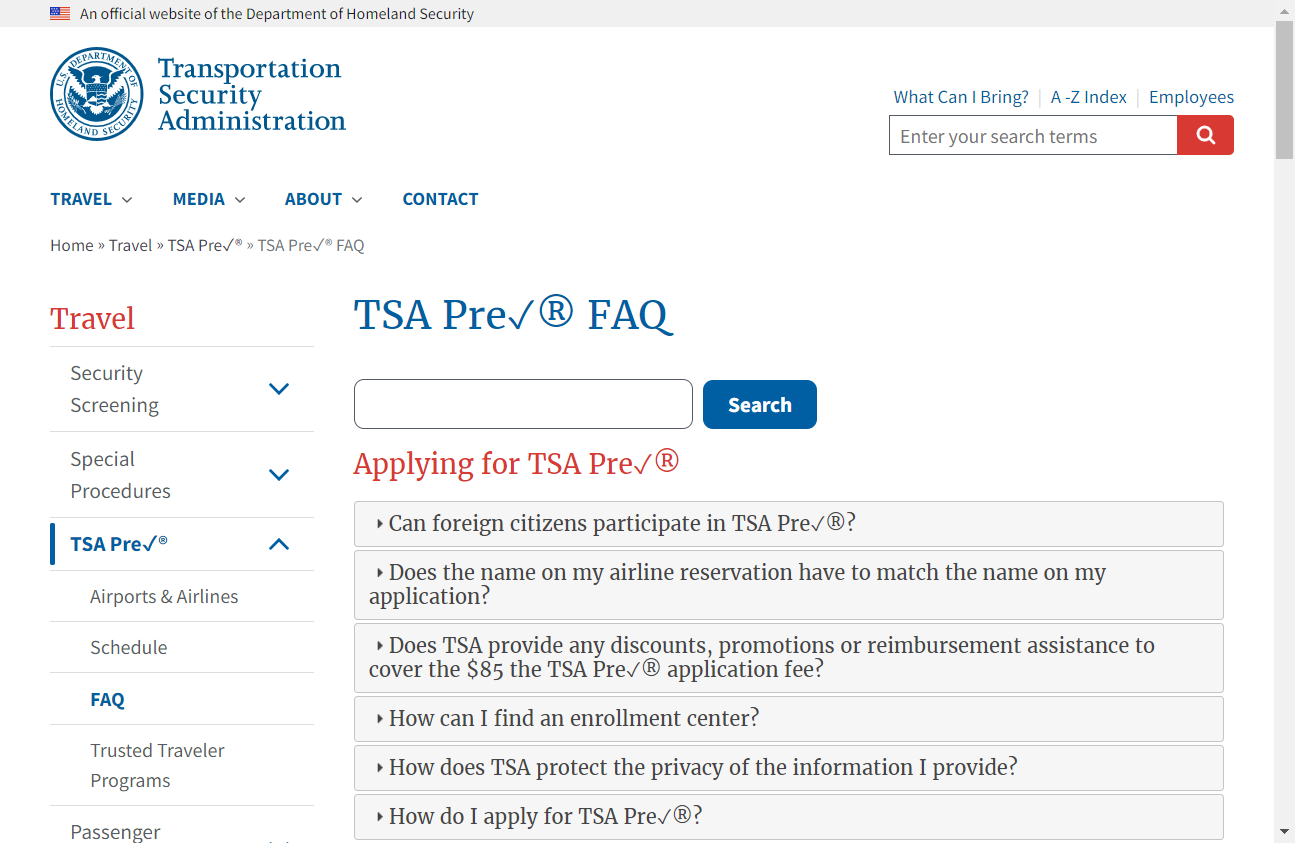 An official website of the Department of Homeland Security
U.S. DEPARTMENT OF HOMELAND SECURITY
Transportation
Security
Administration
What Can I Bring?
A -Z Index
Employees
Enter your search terms
TRAVEL
MEDIA
ABOUT
CONTACT
Home » Travel » TSA Pre✓® » TSA Pre✓® FAQ
Travel
Security
Screening
Special
Procedures
TSA Pre✓®
Airports & Airlines
Schedule
FAQ
Trusted Traveler
Programs
Passenger
TSA Pre✓® FAQ
Search
Applying for TSA Pre✓®
Can foreign citizens participate in TSA Pre✓®?
Does the name on my airline reservation have to match the name on my
application?
Does TSA provide any discounts, promotions or reimbursement assistance to
cover the $85 the TSA Pre✓® application fee?
How can I find an enrollment center?
How does TSA protect the privacy of the information I provide?
How do I apply for TSA Pre✓®?